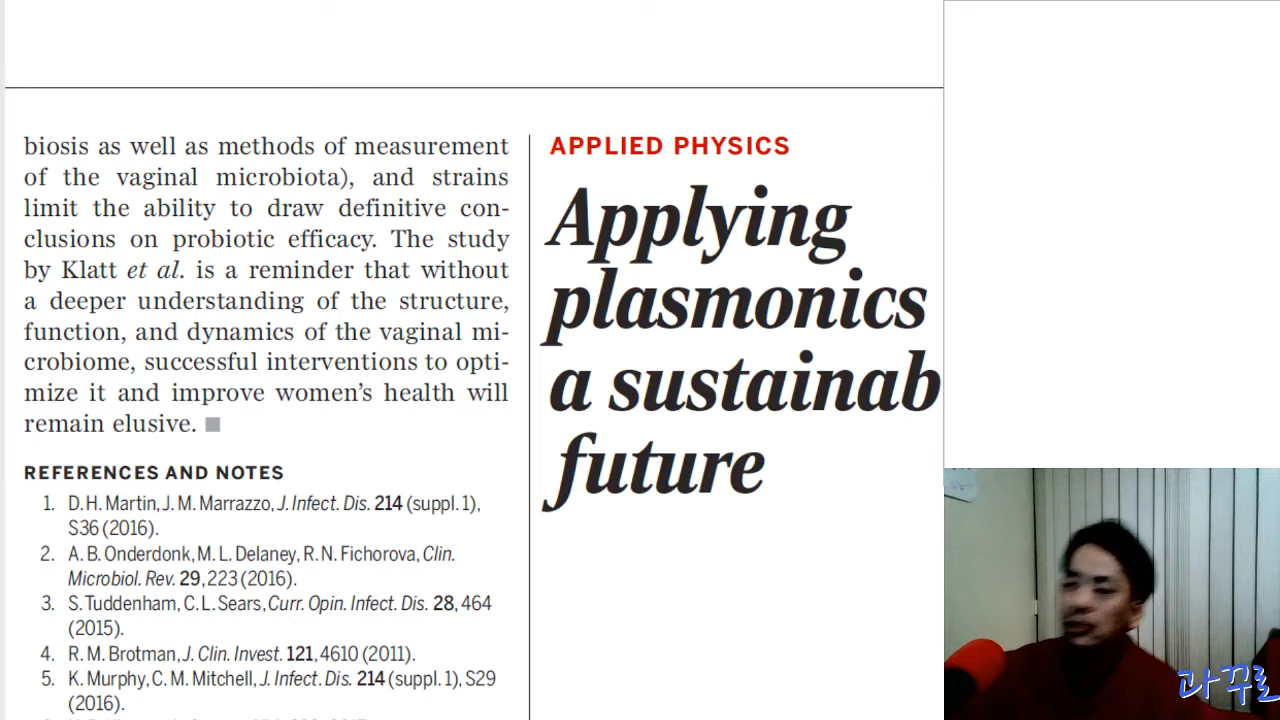 biosis as well as methods of measurement
of the vaginal microbiota), and strains
limit the ability to draw definitive con-
clusions on probiotic efficacy. The study
by Klatt et al. is a reminder that without
a deeper understanding of the structure,
function, and dynamics of the vaginal mi-
crobiome, successful interventions to opti-
mize it and improve women's health will
remain elusive. ■
REFERENCES AND NOTES
1. D. H. Martin, J. M. Marrazzo, J. Infect. Dis. 214 (suppl. 1),
S36 (2016).
2. A. B. Onderdonk, M. L. Delaney, R. N. Fichorova, Clin.
Microbiol. Rev. 29, 223 (2016).
3. S. Tuddenham, C. L. Sears, Curr. Opin. Infect. Dis. 28, 464
(2015).
4. R. M. Brotman, J. Clin. Invest. 121, 4610 (2011).
5. K. Murphy, C. M. Mitchell, J. Infect. Dis. 214 (suppl. 1), S29
(2016).
APPLIED PHYSICS
Applying
plasmonics
a sustainab
future
과꾸로